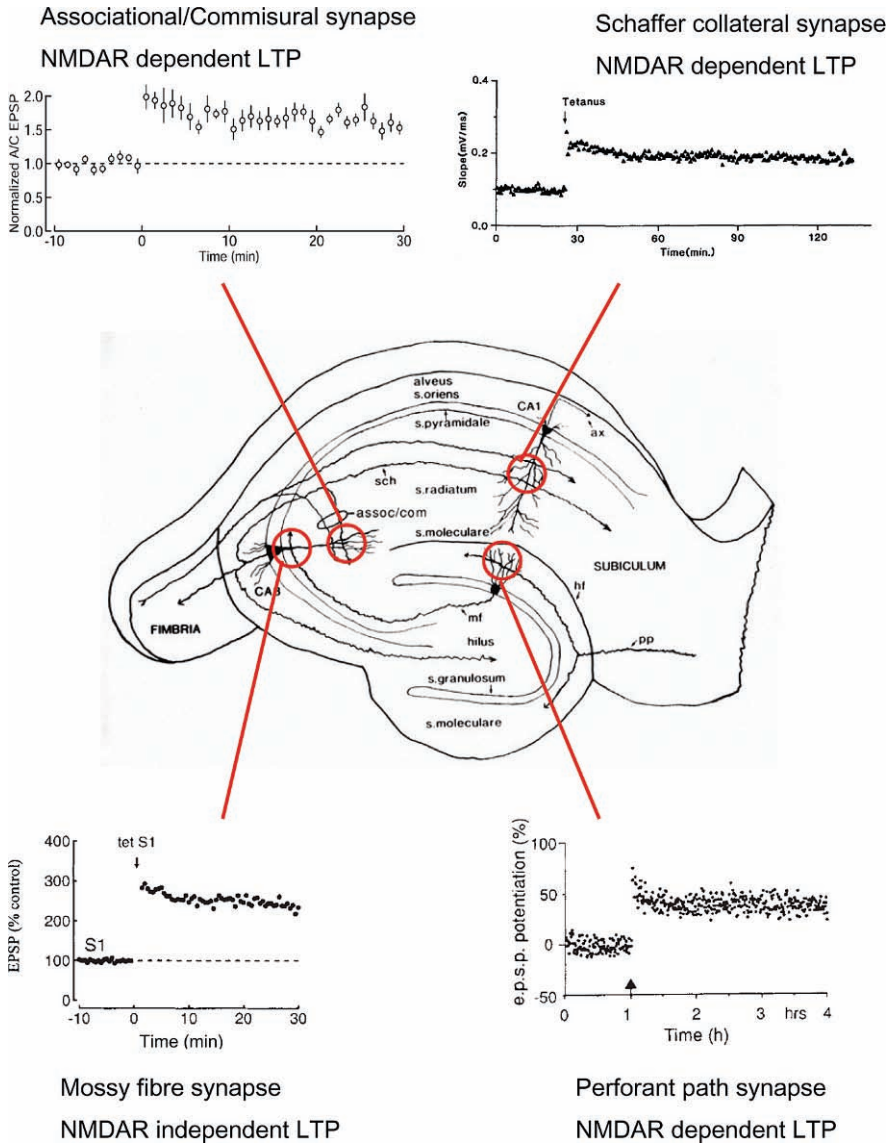 Associational/Commisural synapse
NMDAR dependent LTP
Schaffer collateral synapse
NMDAR dependent LTP
Normalized A/C EPSP
2.0
1.5
1.0
0.5
0.0
-10
0
10
20
30
Time (min)
Slope(mV/ms)
0.4
0.2
0.0
Tetanus
0
30
60
90
120
Time(min.)
alveus
s.oriens
CA1
s.pyramidale
ax
sch
s.radiatum
assoc/com
s.moleculare
SUBICULUM
CA3
hf
FIMBRIA
mf
hilus
pp
s.granulosum
s.moleculare
EPSP (% control)
400
300
200
100
0
tet S1
S1
-10
0
10
20
30
Time (min)
e.p.s.p. potentiation (%)
100
50
0
-50
0
1
2
3
hrs
4
Time (h)
Mossy fibre synapse
NMDAR independent LTP
Perforant path synapse
NMDAR dependent LTP